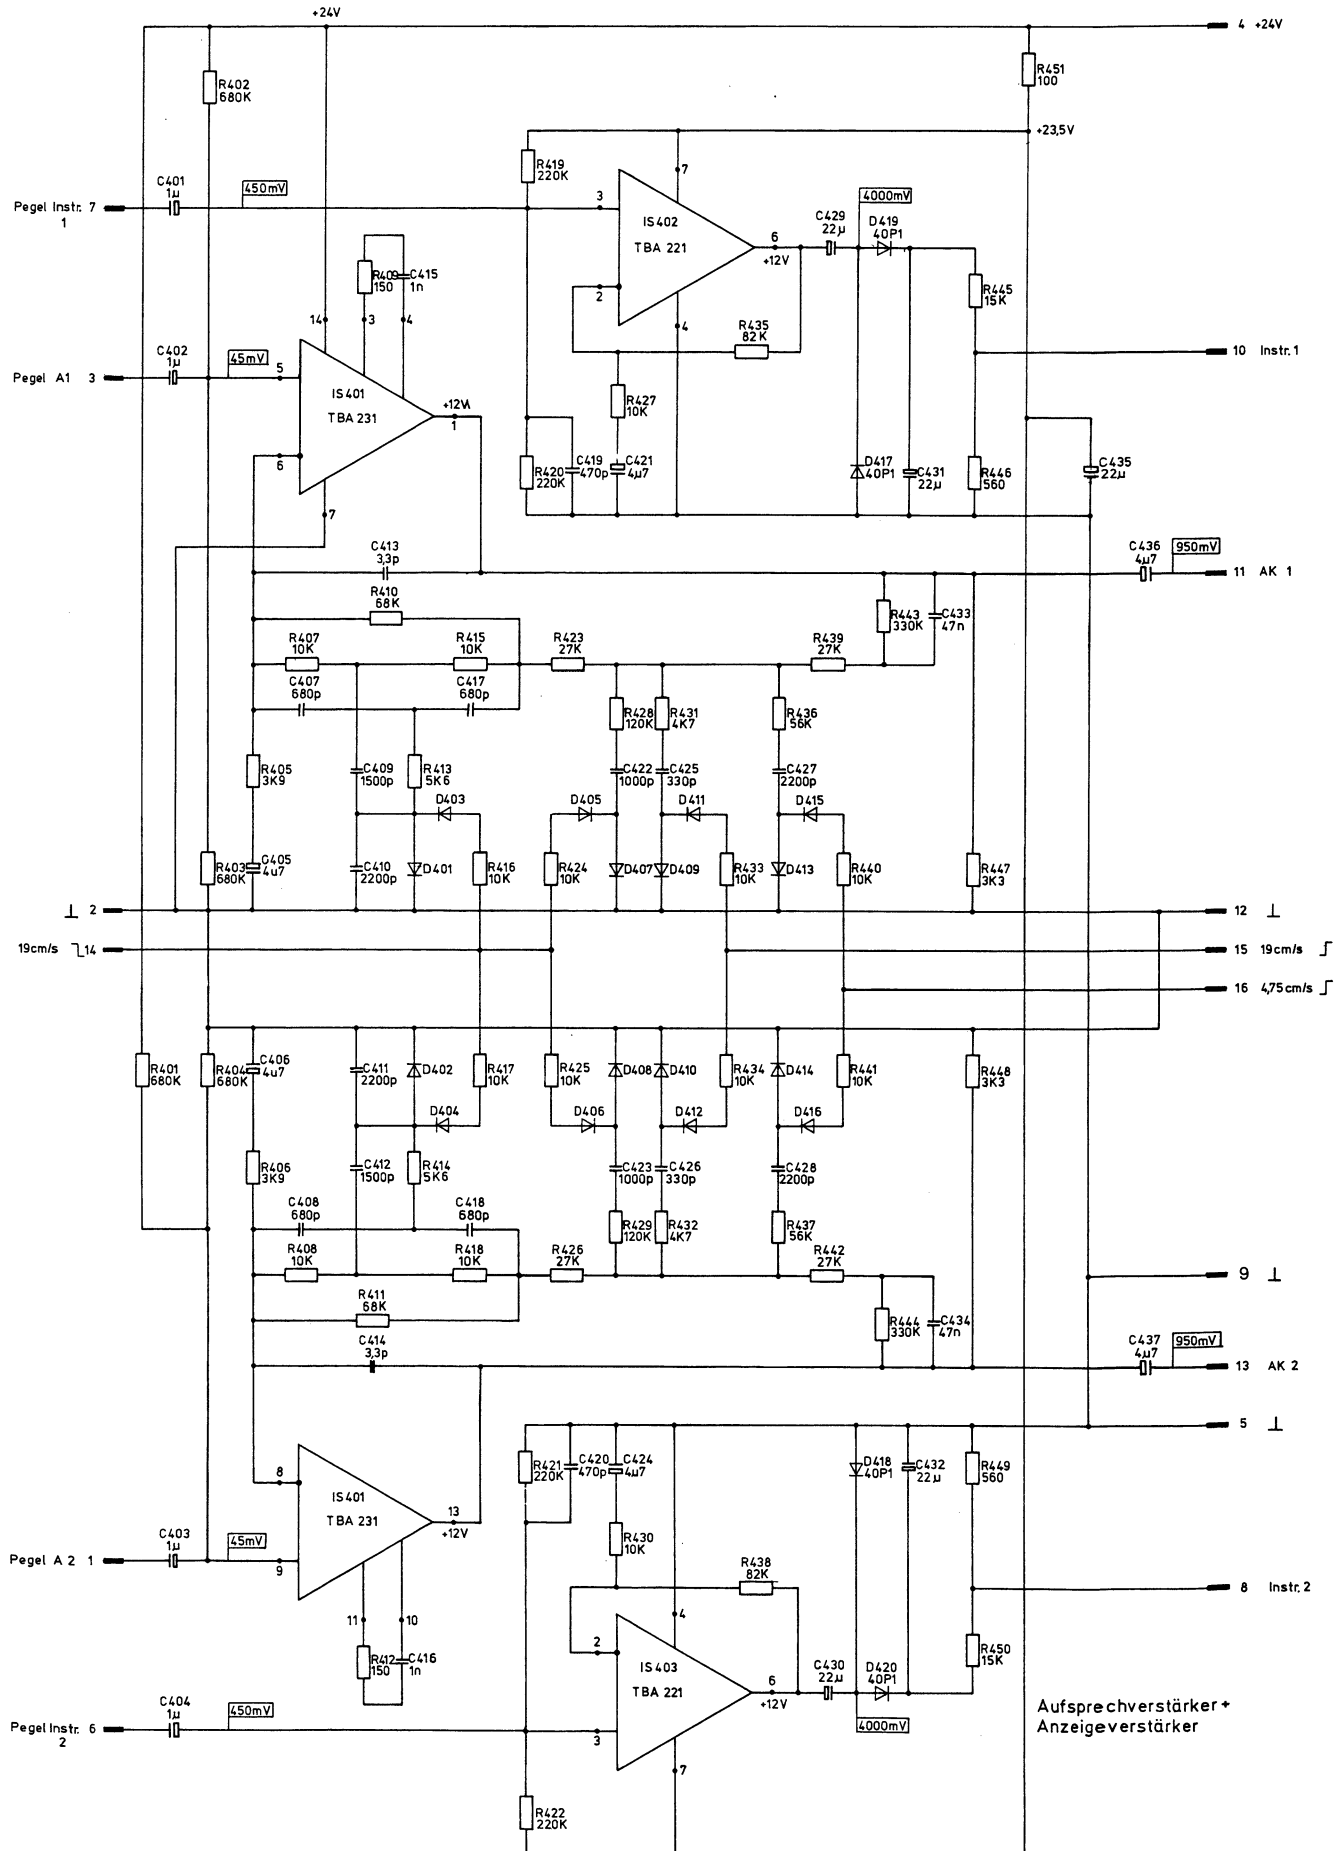 +24V
4 +24V
R402
680K
R451
100
+23,5V
R419
220K
7
C401
1µ
450mV
Pegel Instr. 7
1
3
IS402
TBA 221
6
+12V
C429
22µ
4000mV
D419
40P1
R409
150
C415
1n
2
R445
15K
14
3
4
4
R435
82K
C402
1µ
45mV
Pegel A1 3
5
10 Instr.1
IS401
TBA 231
+12V
1
R427
10K
6
R420
220K
C419
470p
C421
4µ7
D417
40P1
C431
22µ
R446
560
C435
22µ
7
C413
3,3p
C436
4µ7
950mV
11 AK 1
R410
68K
R443
330K
C433
47n
R407
10K
R415
10K
R423
27K
R439
27K
C407
680p
C417
680p
R428
120K
R431
4K7
R436
56K
R405
3K9
C409
1500p
R413
5K6
C422
1000p
C425
330p
C427
2200p
D403
D405
D411
D415
R403
680K
C405
4u7
C410
2200p
D401
R416
10K
R424
10K
D407
D409
R433
10K
D413
R440
10K
R447
3K3
⊥ 2
12 ⊥
19cm/s 14
15 19cm/s
16 4,75cm/s
R401
680K
R404
680K
C406
4u7
C411
2200p
D402
R417
10K
R425
10K
D408
D410
R434
10K
D414
R441
10K
R448
3K3
D404
D406
D412
D416
R406
3K9
C412
1500p
R414
5K6
C423
1000p
C426
330p
C428
2200p
C408
680p
C418
680p
R429
120K
R432
4K7
R437
56K
R408
10K
R418
10K
R426
27K
R442
27K
9 ⊥
R411
68K
R444
330K
C434
47n
C414
3,3p
C437
4µ7
950mV
13 AK 2
5 ⊥
8
R421
220K
C420
470p
C424
4µ7
D418
40P1
C432
22µ
R449
560
IS401
TBA 231
13
+12V
C403
1µ
45mV
Pegel A 2 1
9
R430
10K
R438
82K
8 Instr. 2
11
10
4
2
R412
150
C416
1n
IS403
TBA 221
6
+12V
C430
22µ
D420
40P1
R450
15K
C404
1µ
450mV
4000mV
Pegel Instr. 6
2
3
7
Aufsprechverstärker +
Anzeigeverstärker
R422
220K